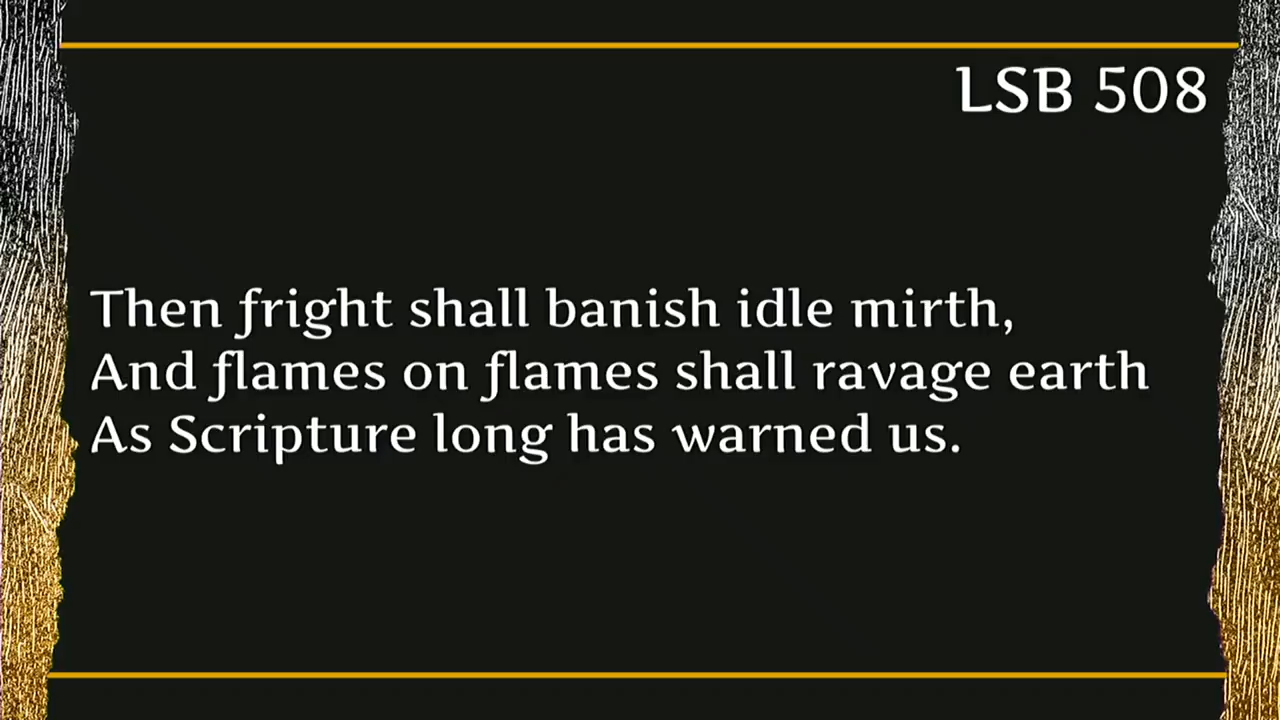 LSB 508
Then fright shall banish idle mirth,
And flames on flames shall ravage earth
As Scripture long has warned us.